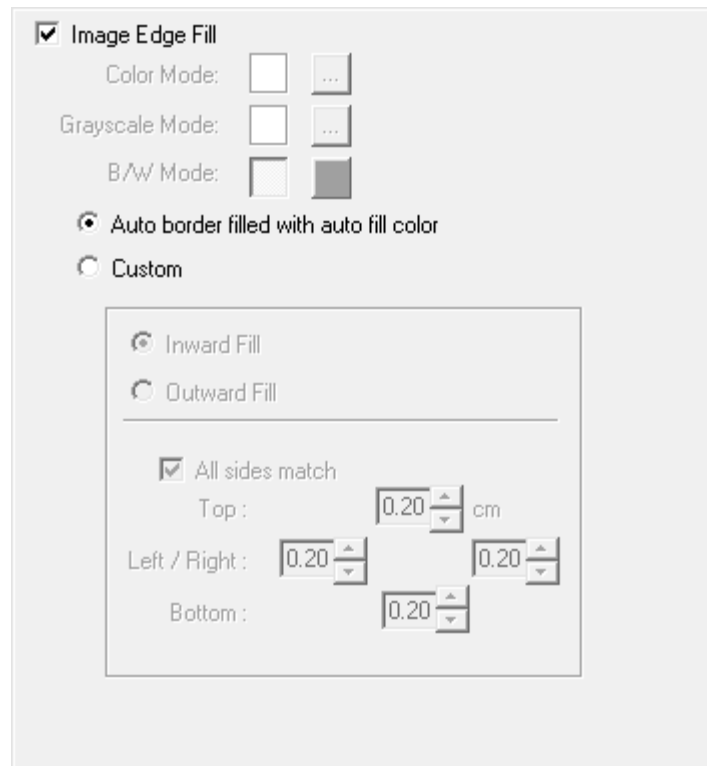 Image Edge Fill
Color Mode: ...
Grayscale Mode: ...
B/W Mode:
Auto border filled with auto fill color
Custom
Inward Fill
Outward Fill
All sides match
Top : 0.20 cm
Left / Right : 0.20 0.20
Bottom : 0.20